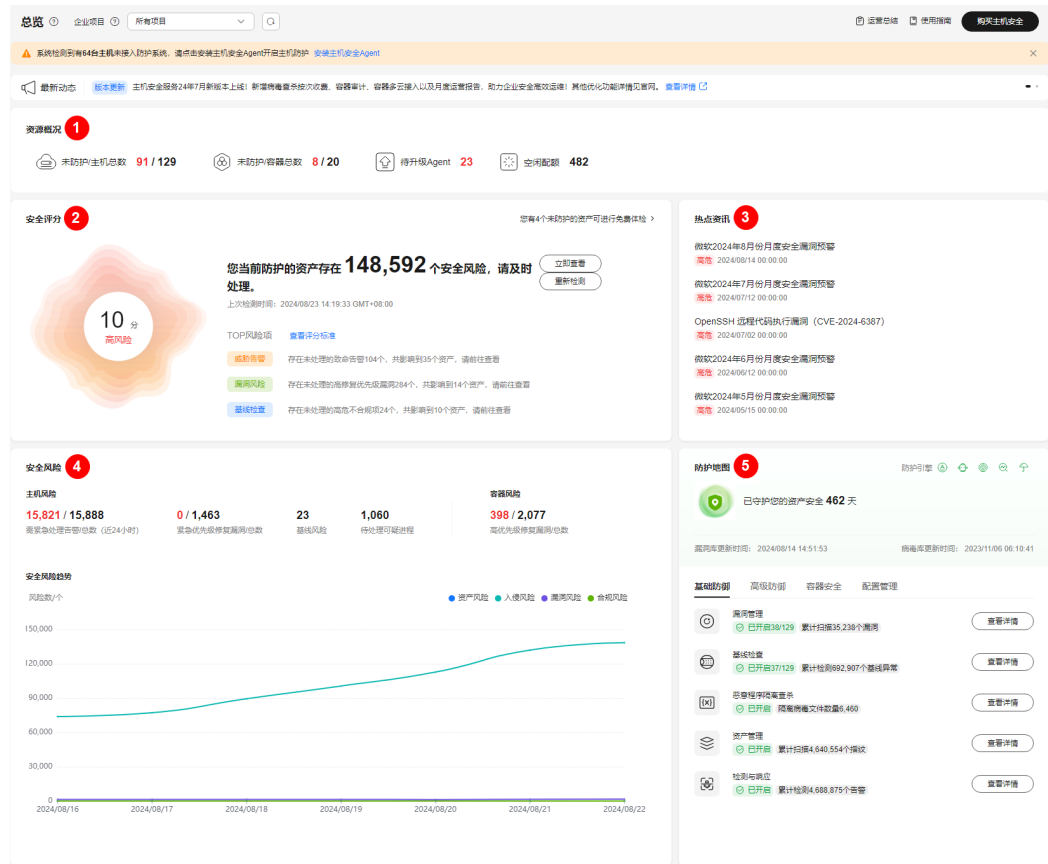 总览 企业项目 所有项目 运营总结 使用指南 购买主机安全
系统检测到有64台主机未接入防护系统，请点击安装主机安全Agent开启主机防护 安装主机安全Agent
最新动态 版本更新 主机安全服务24年7月新版本上线！新增病毒查杀按次收费、容器审计、容器多云接入以及月度运营报告，助力企业安全高效运维！其他优化功能详情见官网。 查看详情
资源概况 1
未防护/主机总数 91 / 129 未防护/容器总数 8 / 20 待升级Agent 23 空闲配额 482
安全评分 2 您有4个未防护的资产可进行免费体检
10 分
高风险
您当前防护的资产存在 148,592 个安全风险，请及时
处理。
立即查看
重新检测
上次检测时间：2024/08/23 14:19:33 GMT+08:00
TOP风险项 查看评分标准
威胁告警 存在未处理的致命告警104个，共影响到35个资产，请前往查看
漏洞风险 存在未处理的高修复优先级漏洞284个，共影响到14个资产，请前往查看
基线检查 存在未处理的高危不合规项24个，共影响到10个资产，请前往查看
热点资讯 3
微软2024年8月份月度安全漏洞预警
高危 2024/08/14 00:00:00
微软2024年7月份月度安全漏洞预警
高危 2024/07/12 00:00:00
OpenSSH 远程代码执行漏洞（CVE-2024-6387）
高危 2024/07/02 00:00:00
微软2024年6月份月度安全漏洞预警
高危 2024/06/12 00:00:00
微软2024年5月份月度安全漏洞预警
高危 2024/05/15 00:00:00
安全风险 4
主机风险 容器风险
15,821 / 15,888 0 / 1,463 23 1,060 398 / 2,077
需紧急处理告警/总数（近24小时） 紧急优先级修复漏洞/总数 基线风险 待处理可疑进程 高优先级修复漏洞/总数
安全风险趋势
风险数/个 资产风险 入侵风险 漏洞风险 合规风险
150,000
120,000
90,000
60,000
30,000
0
2024/08/16 2024/08/17 2024/08/18 2024/08/19 2024/08/20 2024/08/21 2024/08/22
防护地图 5 防护引擎
已守护您的资产安全 462 天
漏洞库更新时间：2024/08/14 14:51:53 病毒库更新时间：2023/11/06 06:10:41
基础防御 高级防御 容器安全 配置管理
漏洞管理
已开启38/129 累计扫描35,238个漏洞 查看详情
基线检查
已开启37/129 累计检测692,907个基线异常 查看详情
恶意程序隔离查杀
已开启 隔离病毒文件数量6,460 查看详情
资产管理
已开启 累计扫描4,640,554个指纹 查看详情
检测与响应
已开启 累计检测4,688,875个告警 查看详情